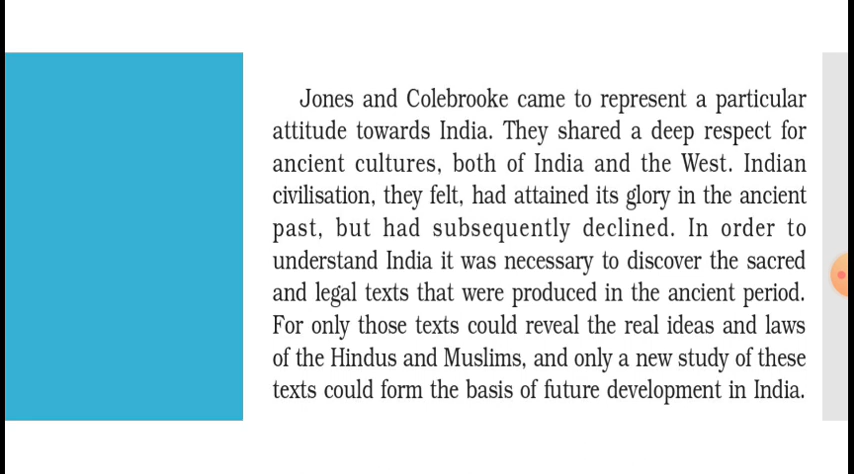 Jones and Colebrooke came to represent a particular
attitude towards India. They shared a deep respect for
ancient cultures, both of India and the West. Indian
civilisation, they felt, had attained its glory in the ancient
past, but had subsequently declined. In order to
understand India it was necessary to discover the sacred
and legal texts that were produced in the ancient period.
For only those texts could reveal the real ideas and laws
of the Hindus and Muslims, and only a new study of these
texts could form the basis of future development in India.